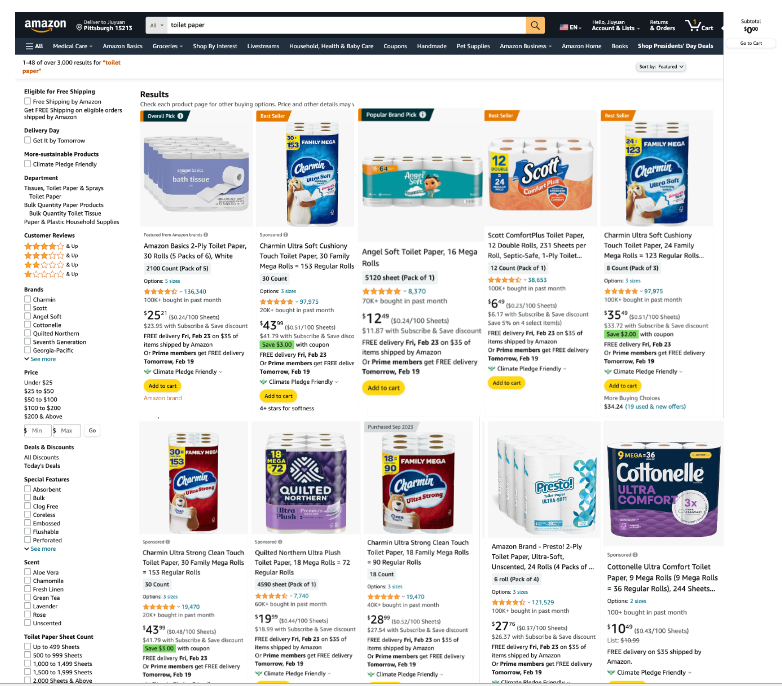 amazon
Deliver to Jiuyuan
Pittsburgh 15213
All
toilet paper
EN
Hello, Jiuyuan
Account & Lists
Returns
& Orders
Cart
Subtotal
$0.00
Go to Cart
All
Medical Care
Amazon Basics
Groceries
Shop By Interest
Livestreams
Household, Health & Baby Care
Coupons
Handmade
Pet Supplies
Amazon Business
Amazon Home
Books
Shop Presidents' Day Deals
1-48 of over 3,000 results for "toilet
paper"
Sort by: Featured
Eligible for Free Shipping
Free Shipping by Amazon
Get FREE Shipping on eligible orders
shipped by Amazon
Delivery Day
Get It by Tomorrow
More-sustainable Products
Climate Pledge Friendly
Department
Tissues, Toilet Paper & Sprays
Toilet Paper
Bulk Quantity Paper Products
Bulk Quantity Toilet Tissue
Paper & Plastic Household Supplies
Customer Reviews
& Up
& Up
& Up
& Up
Brands
Charmin
Scott
Angel Soft
Cottonelle
Quilted Northern
Seventh Generation
Georgia-Pacific
See more
Price
Under $25
$25 to $50
$50 to $100
$100 to $200
$200 & Above
$ Min
$ Max
Go
Deals & Discounts
All Discounts
Today's Deals
Special Features
Absorbent
Bulk
Clog Free
Coreless
Embossed
Flushable
Perforated
See more
Scent
Aloe Vera
Chamomile
Fresh Linen
Green Tea
Lavender
Rose
Unscented
Toilet Paper Sheet Count
Up to 499 Sheets
500 to 999 Sheets
1,000 to 1,499 Sheets
1,500 to 1,999 Sheets
2,000 Sheets & Above
Results
Check each product page for other buying options. Price and other details may v
Overall Pick
bath tissue
Featured from Amazon brands
Amazon Basics 2-Ply Toilet Paper,
30 Rolls (5 Packs of 6), White
2100 Count (Pack of 5)
Options: 5 sizes
136,340
100K+ bought in past month
$25.21 ($0.24/100 Sheets)
$23.95 with Subscribe & Save discount
FREE delivery Fri, Feb 23 on $35 of
items shipped by Amazon
Or Prime members get FREE delivery
Tomorrow, Feb 19
Climate Pledge Friendly
Add to cart
Amazon brand
Best Seller
30=
153
FAMILY MEGA
Charmin
Ultra Soft
Sponsored
Charmin Ultra Soft Cushiony
Touch Toilet Paper, 30 Family
Mega Rolls = 153 Regular Rolls
30 Count
Options: 3 sizes
97,975
20K+ bought in past month
$43.99 ($0.51/100 Sheets)
$41.79 with Subscribe & Save disco
Save $3.00 with coupon
FREE delivery Fri, Feb 23
Or Prime members get FREE deliver
Tomorrow, Feb 19
Climate Pledge Friendly
Add to cart
4+ stars for softness
Popular Brand Pick
64
Angel Soft
Angel Soft Toilet Paper, 16 Mega
Rolls
5120 sheet (Pack of 1)
8,370
70K+ bought in past month
$12.49 ($0.24/100 Sheets)
$11.87 with Subscribe & Save discount
FREE delivery Fri, Feb 23 on $35 of
items shipped by Amazon
Or Prime members get FREE delivery
Tomorrow, Feb 19
Add to cart
Best Seller
12
DOUBLE
24
Scott
ComfortPlus
Scott ComfortPlus Toilet Paper,
12 Double Rolls, 231 Sheets per
Roll, Septic-Safe, 1-Ply Toilet...
12 Count (Pack of 1)
38,653
100K+ bought in past month
$6.49 ($0.23/100 Sheets)
$6.17 with Subscribe & Save discount
Save 5% on 4 select item(s)
FREE delivery Fri, Feb 23 on $35 of
items shipped by Amazon
Or Prime members get FREE delivery
Tomorrow, Feb 19
Climate Pledge Friendly
Add to cart
Best Seller
24=
123
FAMILY MEGA
Charmin
Ultra Soft
Charmin Ultra Soft Cushiony
Touch Toilet Paper, 24 Family
Mega Rolls = 123 Regular Rolls...
8 Count (Pack of 3)
Options: 3 sizes
97,975
100K+ bought in past month
$35.49 ($0.51/100 Sheets)
$33.72 with Subscribe & Save discount
Save $2.00 with coupon
FREE delivery Fri, Feb 23
Or Prime members get FREE delivery
Tomorrow, Feb 19
Climate Pledge Friendly
Add to cart
More Buying Choices
$34.24 (19 used & new offers)
30=
153
FAMILY MEGA
Charmin
Ultra Strong
Sponsored
Charmin Ultra Strong Clean Touch
Toilet Paper, 30 Family Mega Rolls
= 153 Regular Rolls
30 Count
Options: 3 sizes
19,470
20K+ bought in past month
$43.99 ($0.48/100 Sheets)
$41.79 with Subscribe & Save discount
Save $3.00 with coupon
FREE delivery Fri, Feb 23
Or Prime members get FREE delivery
Tomorrow, Feb 19
18
MEGA
72
QUILTED
NORTHERN
Ultra
Plush
Sponsored
Quilted Northern Ultra Plush
Toilet Paper, 18 Mega Rolls = 72
Regular Rolls
4590 sheet (Pack of 1)
7,740
60K+ bought in past month
$19.99 ($0.44/100 Sheets)
$18.99 with Subscribe & Save discount
FREE delivery Fri, Feb 23 on $35 of
items shipped by Amazon
Or Prime members get FREE delivery
Tomorrow, Feb 19
Climate Pledge Friendly
Purchased Sep 2023
18=
90
FAMILY MEGA
Charmin
Ultra Strong
Charmin Ultra Strong Clean Touch
Toilet Paper, 18 Family Mega Rolls
= 90 Regular Rolls
18 Count
Options: 3 sizes
19,470
40K+ bought in past month
$28.99 ($0.52/100 Sheets)
$27.54 with Subscribe & Save discount
FREE delivery Fri, Feb 23 on $35 of
items shipped by Amazon
Or Prime members get FREE delivery
Tomorrow, Feb 19
Climate Pledge Friendly
Presto!
ULTRA-SOFT
Amazon Brand - Presto! 2-Ply
Toilet Paper, Ultra-Soft,
Unscented, 24 Rolls (4 Packs of ...
6 roll (Pack of 4)
Options: 3 sizes
121,529
100K+ bought in past month
$27.76 ($0.37/100 Sheets)
$26.37 with Subscribe & Save discount
FREE delivery Fri, Feb 23 on $35 of
items shipped by Amazon
Or Prime members get FREE delivery
Tomorrow, Feb 19
Climate Pledge Friendly
9 MEGA=36
Cottonelle
ULTRA
COMFORT
3x
Sponsored
Cottonelle Ultra Comfort Toilet
Paper, 9 Mega Rolls (9 Mega Rolls
= 36 Regular Rolls), 244 Sheets...
Options: 2 sizes
100+ bought in past month
$10.49 ($0.43/100 Sheets)
List: $10.99
FREE delivery on $35 shipped by
Amazon.
Climate Pledge Friendly